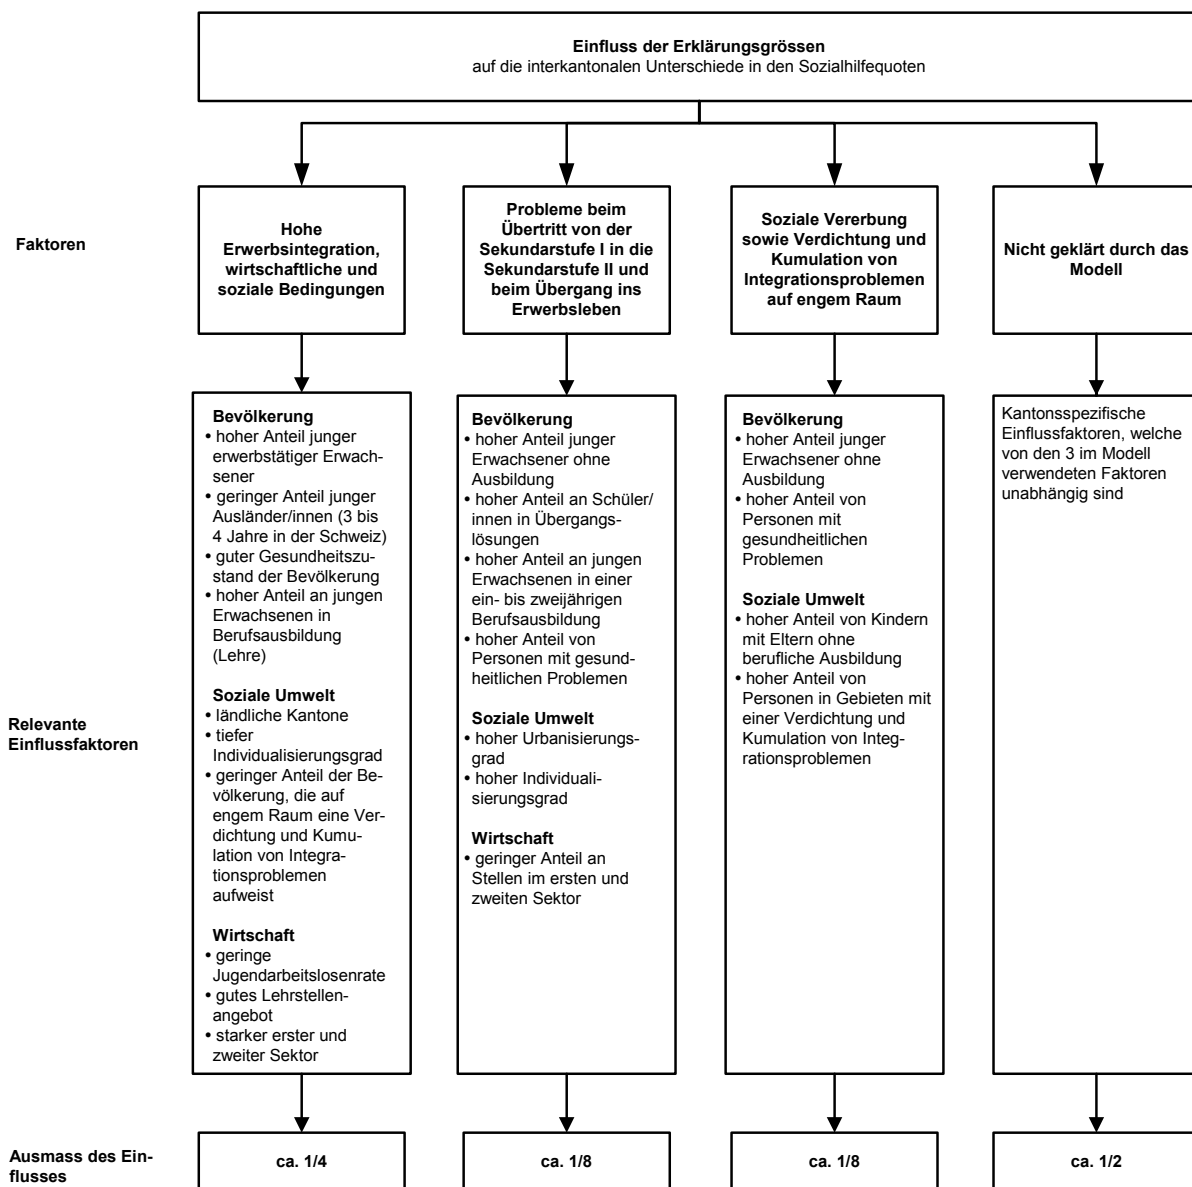 Einfluss der Erklärungsgrössen
auf die interkantonalen Unterschiede in den Sozialhilfequoten
Faktoren
Hohe
Erwerbsintegration,
wirtschaftliche und
soziale Bedingungen
Probleme beim
Übertritt von der
Sekundarstufe I in die
Sekundarstufe II und
beim Übergang ins
Erwerbsleben
Soziale Vererbung
sowie Verdichtung und
Kumulation von
Integrationsproblemen
auf engem Raum
Nicht geklärt durch das
Modell
Relevante
Einflussfaktoren
Bevölkerung
• hoher Anteil junger
erwerbstätiger Erwach-
sener
• geringer Anteil junger
Ausländer/innen (3 bis
4 Jahre in der Schweiz)
• guter Gesundheitszu-
stand der Bevölkerung
• hoher Anteil an jungen
Erwachsenen in
Berufsausbildung
(Lehre)
Soziale Umwelt
• ländliche Kantone
• tiefer
Individualisierungsgrad
• geringer Anteil der Be-
völkerung, die auf
engem Raum eine Ver-
dichtung und Kumu-
lation von Integra-
tionsproblemen
aufweist
Wirtschaft
• geringe
Jugendarbeitslosenrate
• gutes Lehrstellen-
angebot
• starker erster und
zweiter Sektor
Bevölkerung
• hoher Anteil junger
Erwachsener ohne
Ausbildung
• hoher Anteil an Schüler/
innen in Übergangs-
lösungen
• hoher Anteil an jungen
Erwachsenen in einer
ein- bis zweijährigen
Berufsausbildung
• hoher Anteil von
Personen mit gesund-
heitlichen Problemen
Soziale Umwelt
• hoher Urbanisierungs-
grad
• hoher Individuali-
sierungsgrad
Wirtschaft
• geringer Anteil an
Stellen im ersten und
zweiten Sektor
Bevölkerung
• hoher Anteil junger
Erwachsener ohne
Ausbildung
• hoher Anteil von
Personen mit
gesundheitlichen
Problemen
Soziale Umwelt
• hoher Anteil von Kindern
mit Eltern ohne
berufliche Ausbildung
• hoher Anteil von
Personen in Gebieten mit
einer Verdichtung und
Kumulation von Integ-
rationsproblemen
Kantonsspezifische
Einflussfaktoren, welche
von den 3 im Modell
verwendeten Faktoren
unabhängig sind
Ausmass des Ein-
flusses
ca. 1/4
ca. 1/8
ca. 1/8
ca. 1/2